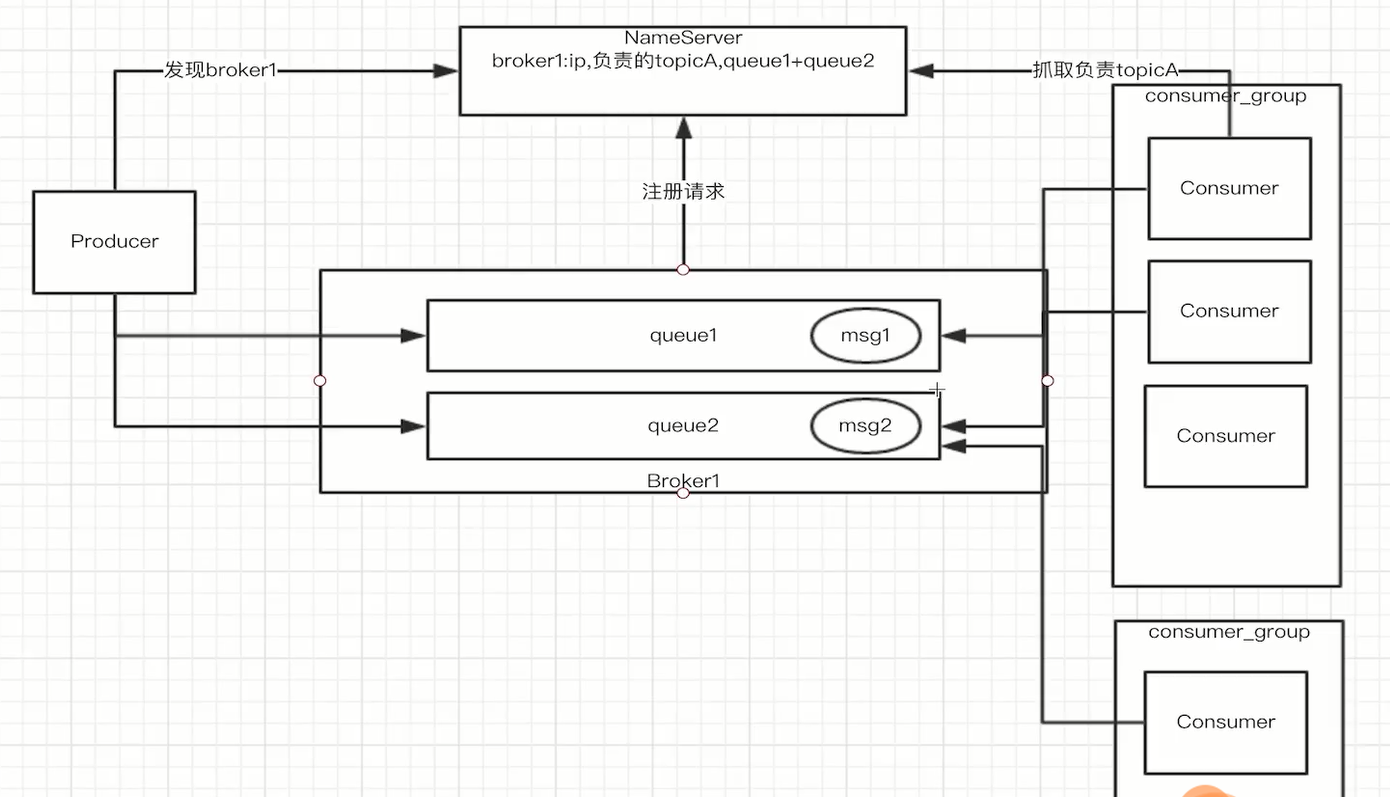 NameServer
broker1:ip,负责的topicA,queue1+queue2
发现broker1
抓取负责topicA
consumer_group
注册请求
Consumer
Producer
Consumer
queue1
msg1
queue2
msg2
Consumer
Broker1
consumer_group
Consumer